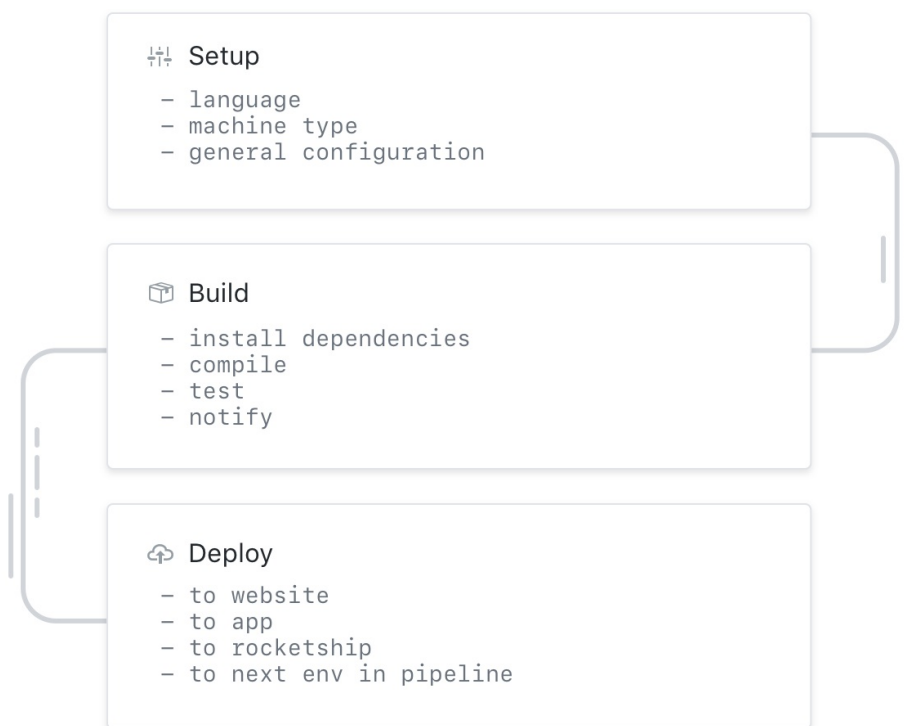 Setup
– language
– machine type
– general configuration
Build
– install dependencies
– compile
– test
– notify
Deploy
– to website
– to app
– to rocketship
– to next env in pipeline